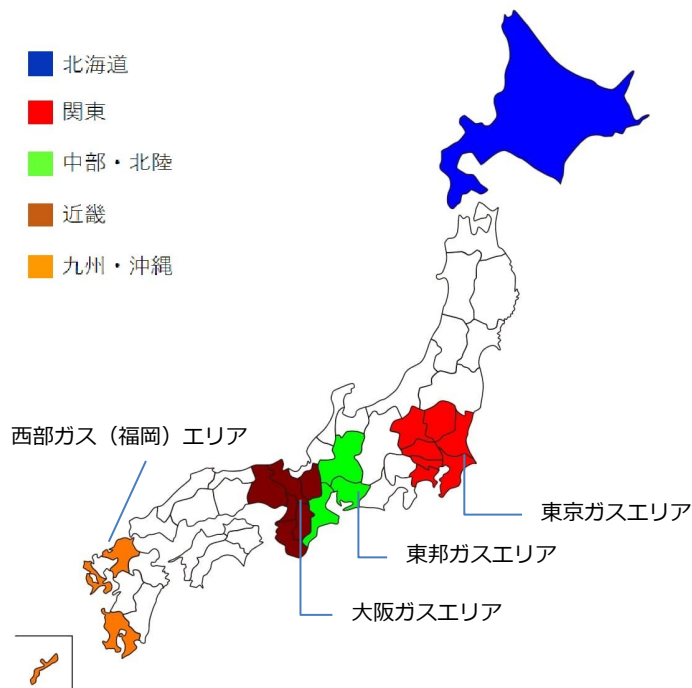 北海道
関東
中部・北陸
近畿
九州・沖縄
西部ガス（福岡）エリア
東京ガスエリア
東邦ガスエリア
大阪ガスエリア